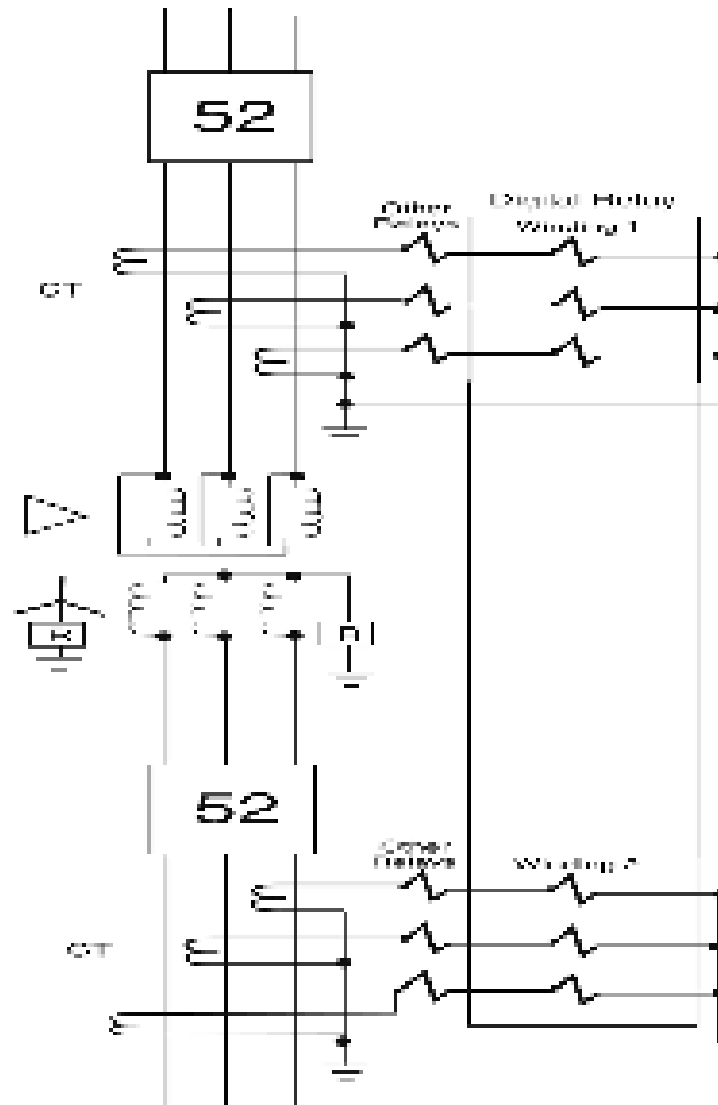 52
Other
Relays
Digital Relay
Winding 1
CT
R
R
52
Other
Relays
Winding 2
CT